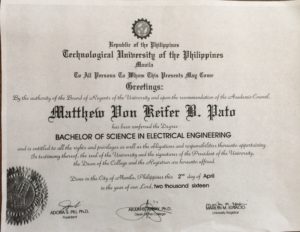 Republic of the Philippines
Technological University of the Philippines
Manila
To All Persons To Whom This Presents May Come
Greetings:
By the authority of the Board of Regents of the University and upon the recommendation of the Academic Council,
Matthew Von Keifer B. Pato
has been conferred the Degree
BACHELOR OF SCIENCE IN ELECTRICAL ENGINEERING
and is entitled to all the rights and privileges as well as the obligations and responsibilities thereto appertaining.
In testimony thereof, the seal of the University and the signatures of the President of the University,
the Dean of the College and the Registrar are hereunto affixed.
Done in the City of Manila, Philippines this 2nd day of April
in the year of our Lord, two thousand sixteen
President
University Registrar